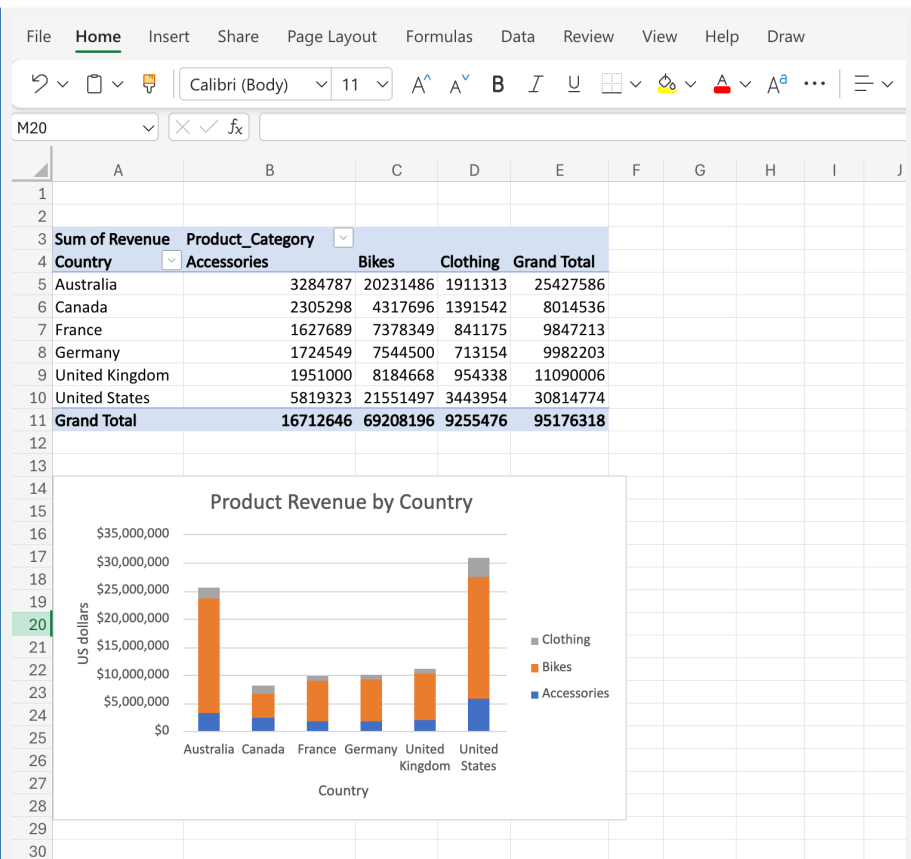 File Home Insert Share Page Layout Formulas Data Review View Help Draw
Calibri (Body) 11 A^ A˅ B I U A Aª ...
M20 fx
A B C D E F G H I J
1
2
3 Sum of Revenue Product_Category
4 Country Accessories Bikes Clothing Grand Total
5 Australia 3284787 20231486 1911313 25427586
6 Canada 2305298 4317696 1391542 8014536
7 France 1627689 7378349 841175 9847213
8 Germany 1724549 7544500 713154 9982203
9 United Kingdom 1951000 8184668 954338 11090006
10 United States 5819323 21551497 3443954 30814774
11 Grand Total 16712646 69208196 9255476 95176318
12
13
14
15
16
17
18
19
20
21
22
23
24
25
26
27
28
29
30
Product Revenue by Country
US dollars
$35,000,000
$30,000,000
$25,000,000
$20,000,000
$15,000,000
$10,000,000
$5,000,000
$0
Australia Canada France Germany United Kingdom United States
Country
Clothing
Bikes
Accessories